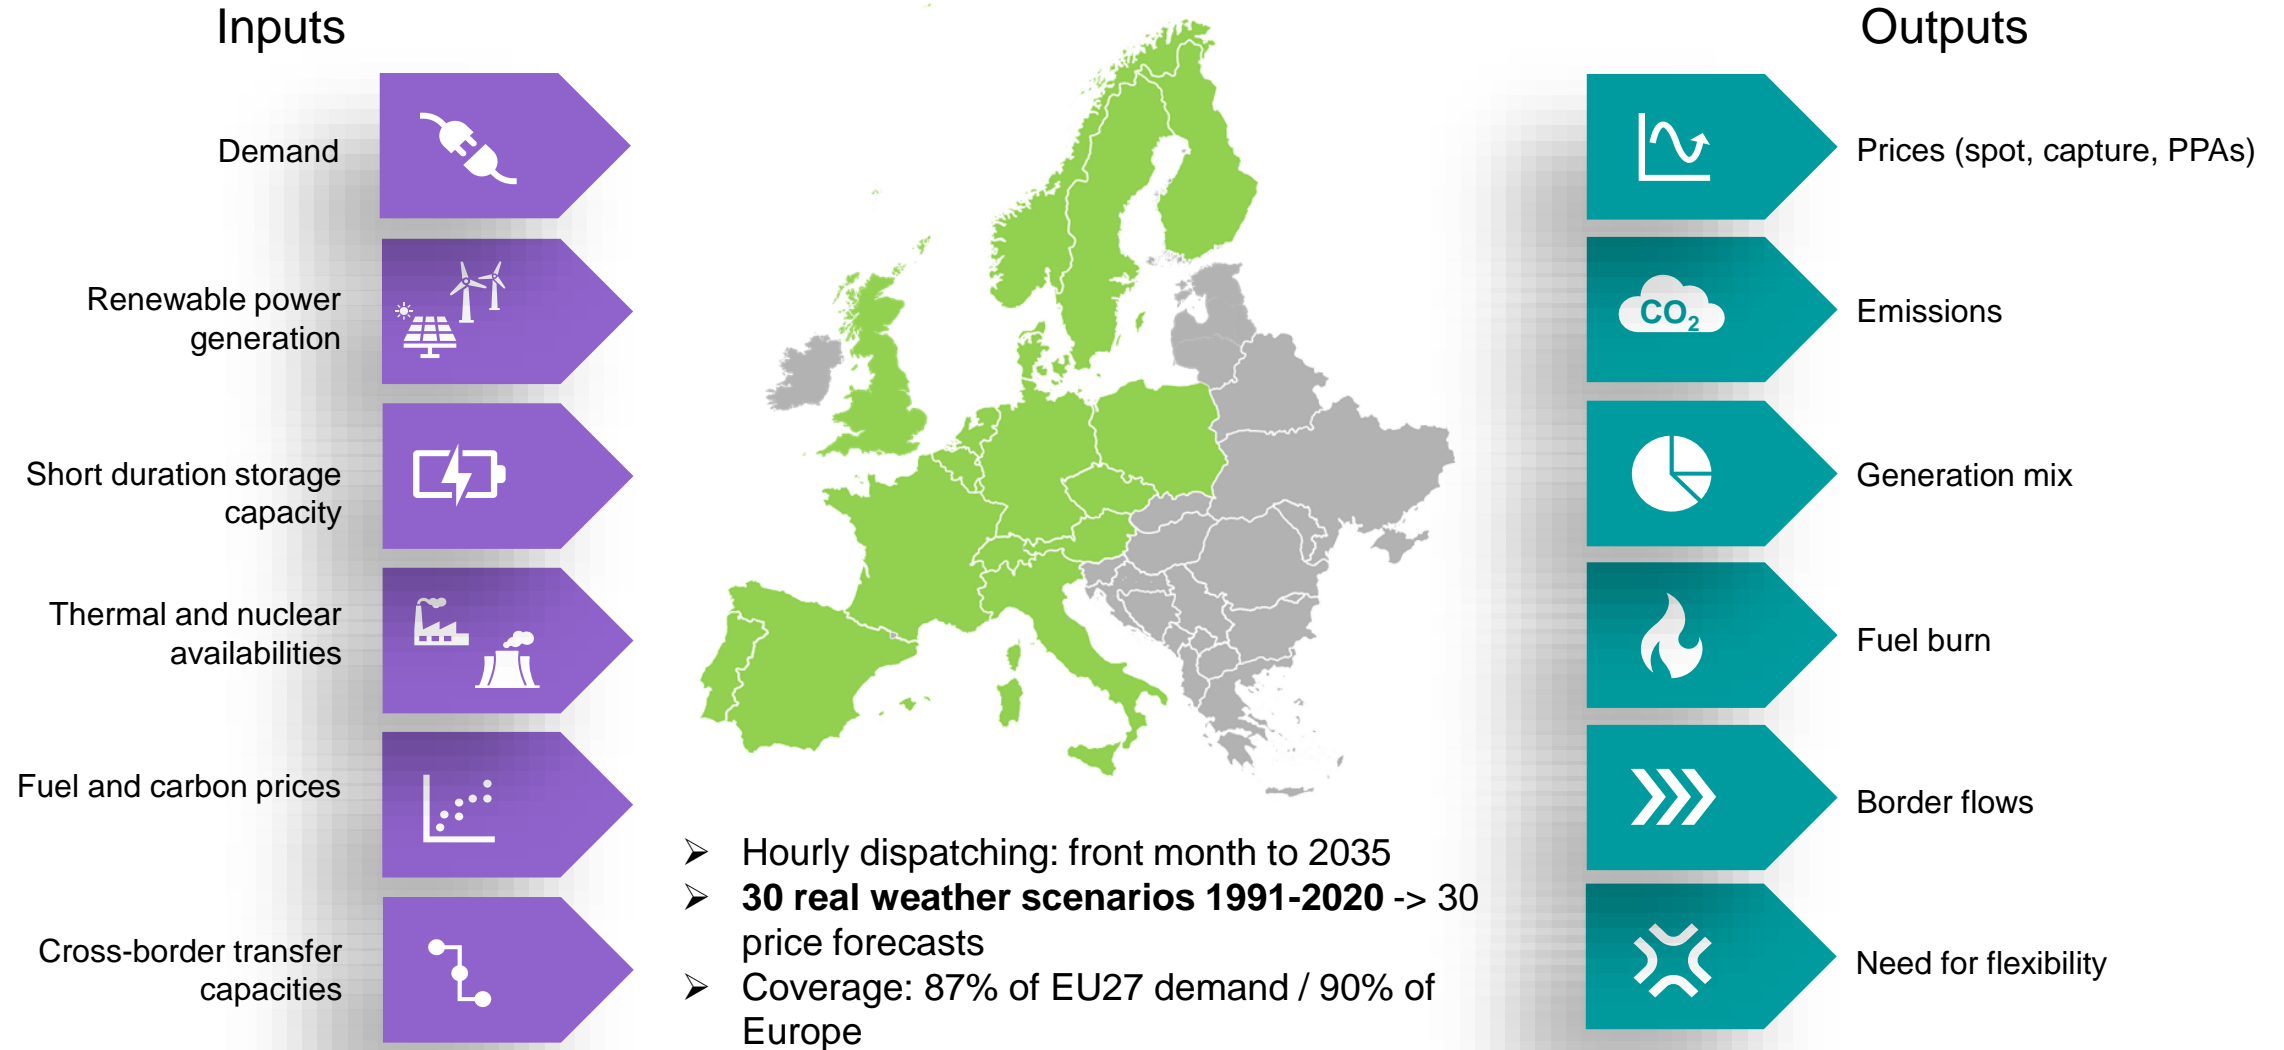 Inputs
Demand
Renewable power
generation
Short duration storage
capacity
Thermal and nuclear
availabilities
Fuel and carbon prices
Cross-border transfer
capacities
➢ Hourly dispatching: front month to 2035
➢ 30 real weather scenarios 1991-2020 -> 30
price forecasts
➢ Coverage: 87% of EU27 demand / 90% of
Europe
Outputs
Prices (spot, capture, PPAs)
CO₂
Emissions
Generation mix
Fuel burn
Border flows
Need for flexibility